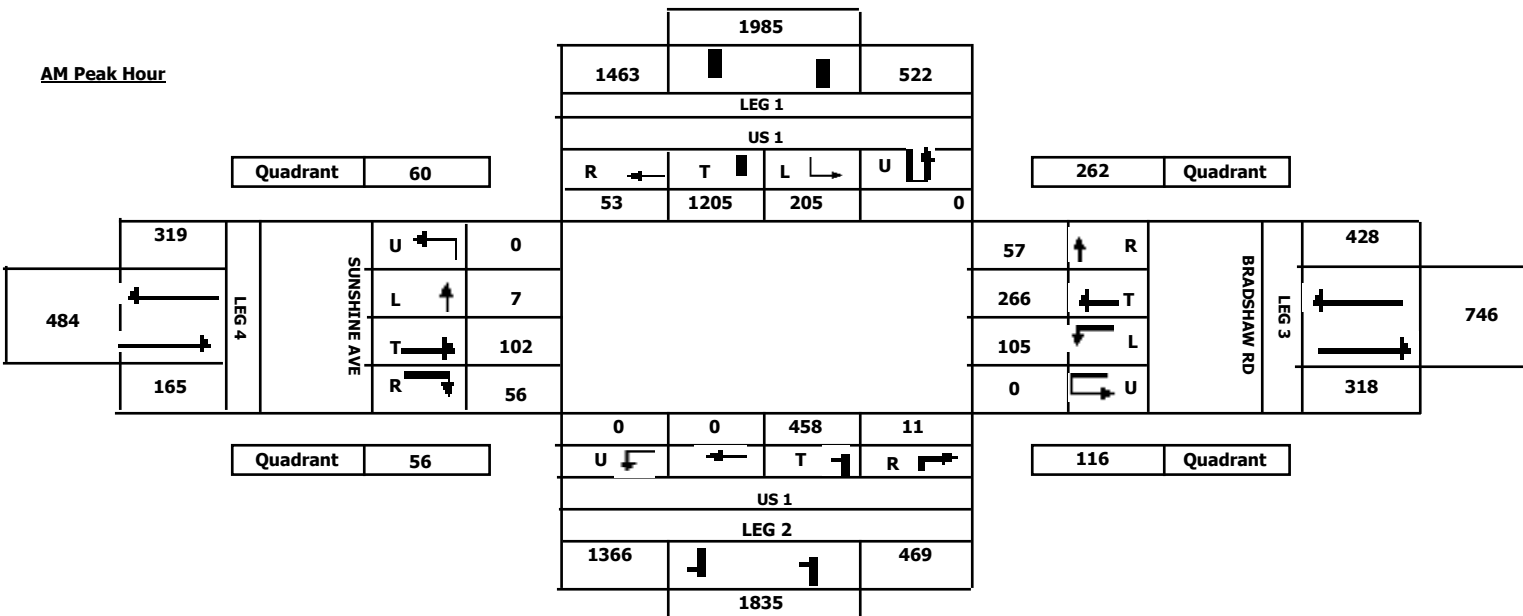 1985
AM Peak Hour
1463 522
LEG 1
US 1
Quadrant 60
R T L U
262 Quadrant
53 1205 205 0
319
U 0
57 R
428
484
LEG 4
SUNSHINE AVE
L 7
266 T
BRADSHAW RD
LEG 3
746
T 102
105 L
165
R 56
0 U
318
0 0 458 11
Quadrant 56
U T R
116 Quadrant
US 1
LEG 2
1366 469
1835